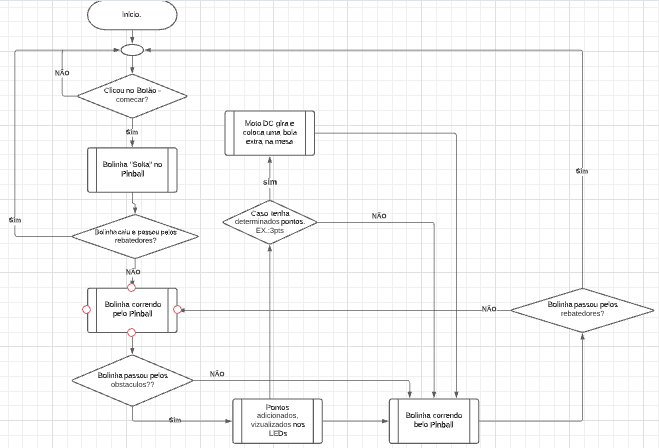 Início.
NÃO
Clicou no Botão -
começar?
Sim
Bolinha "Solta" no
Pinball
Sim
Bolinha caiu e passou pelos
rebatedores?
NÃO
Bolinha correndo
pelo Pinball
Bolinha passou pelos
obstaculos??
NÃO
Sim
Pontos
adicionados,
vizualizados nos
LEDs
Caso tenha
determinados pontos.
EX.:3pts
NÃO
Sim
Moto DC gira e
coloca uma bola
extra na mesa
Bolinha correndo
pelo Pinball
Bolinha passou pelos
rebatedores?
NÃO
Sim